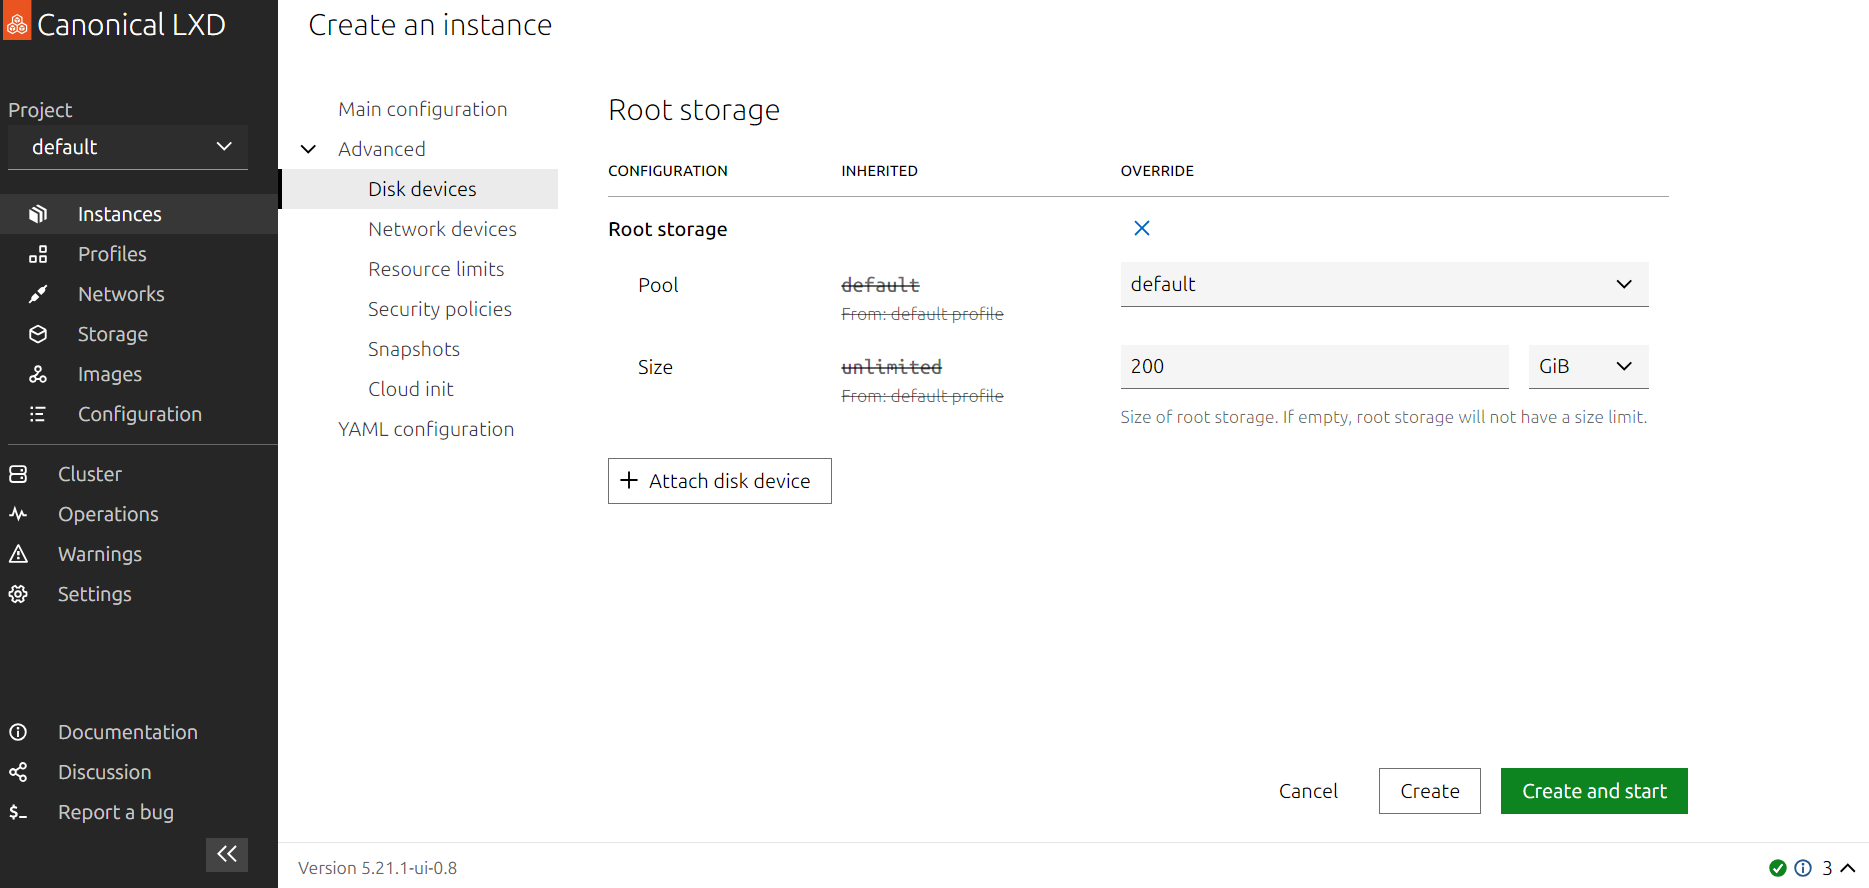 Canonical LXD
Project
default
Instances
Profiles
Networks
Storage
Images
Configuration
Cluster
Operations
Warnings
Settings
Documentation
Discussion
Report a bug
Create an instance
Main configuration
Advanced
Disk devices
Network devices
Resource limits
Security policies
Snapshots
Cloud init
YAML configuration
Root storage
CONFIGURATION INHERITED OVERRIDE
Root storage
Pool default default
From: default profile
Size unlimited 200 GiB
From: default profile
Size of root storage. If empty, root storage will not have a size limit.
Attach disk device
Cancel Create Create and start
Version 5.21.1-ui-0.8
3